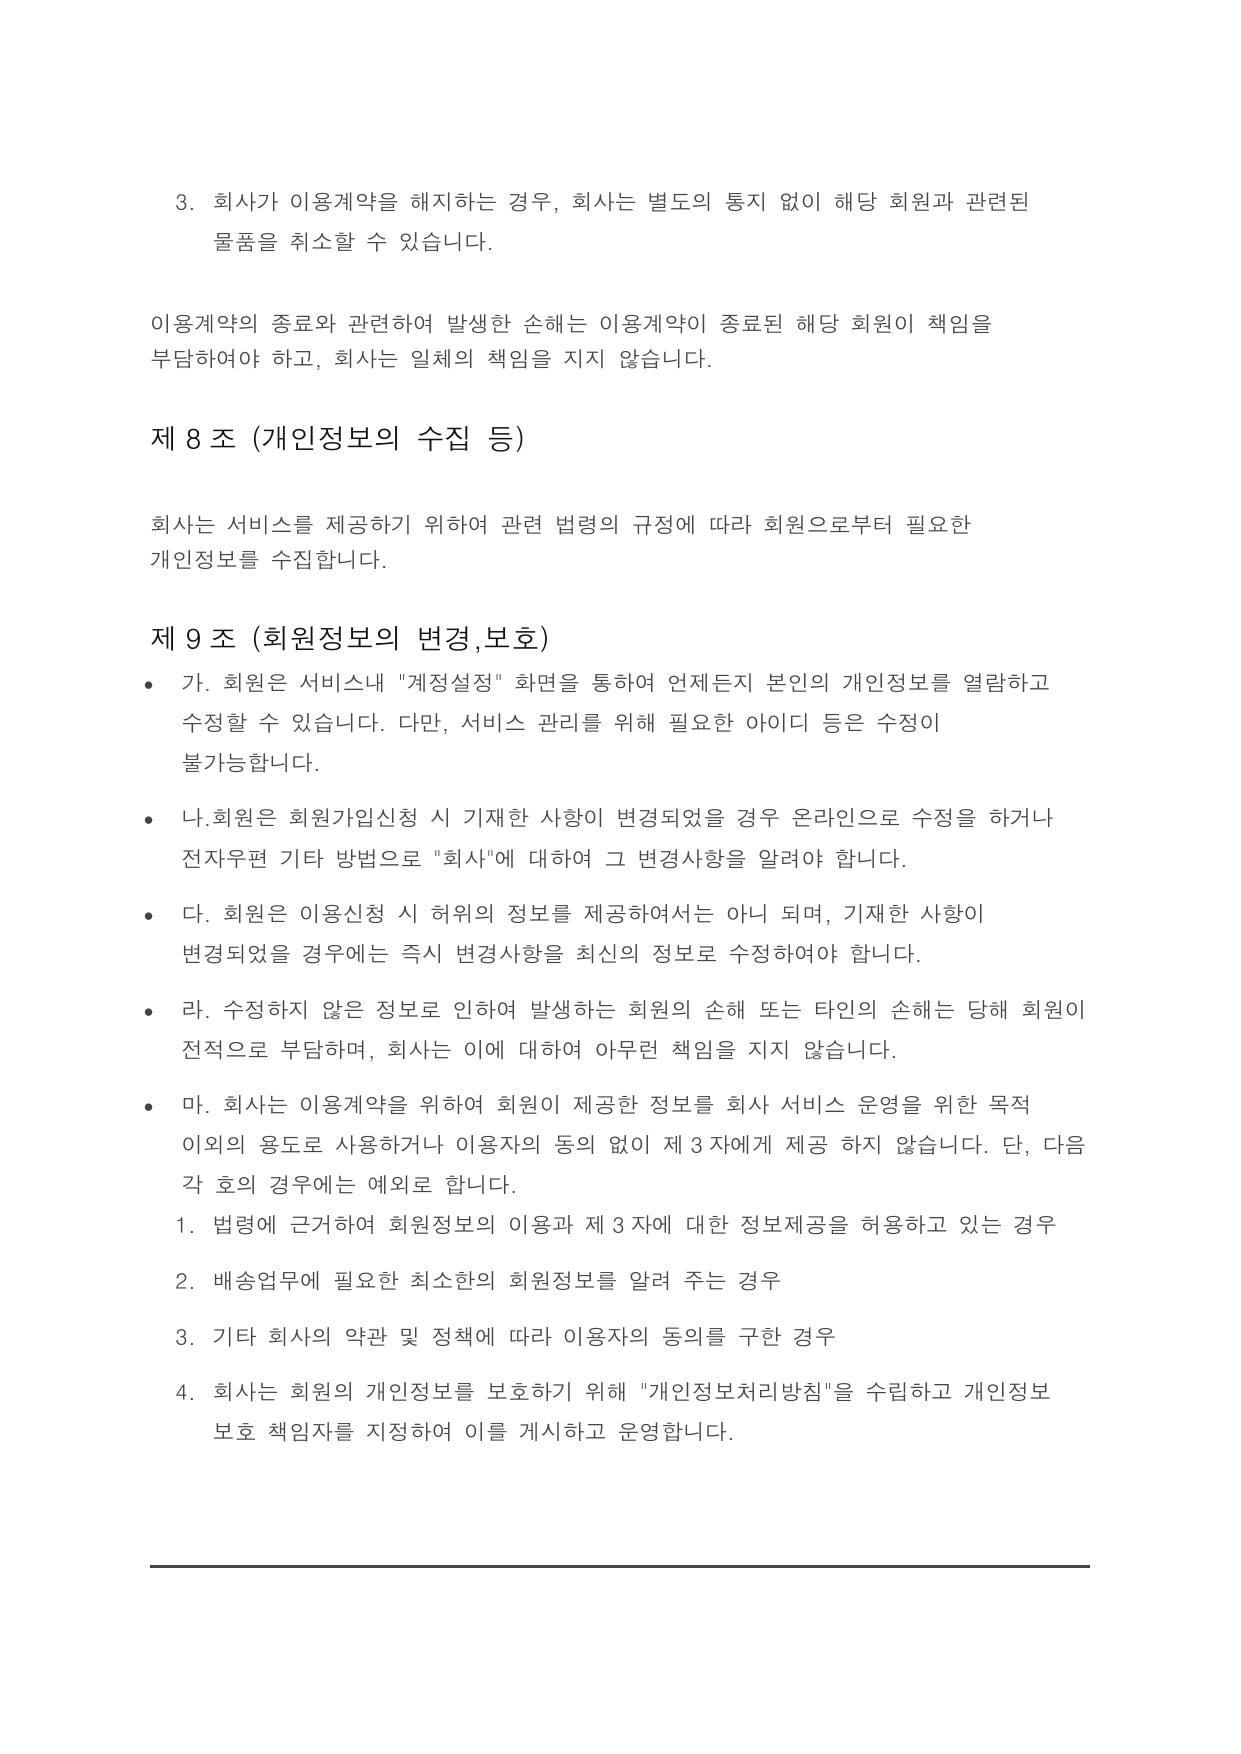 3. 회사가 이용계약을 해지하는 경우, 회사는 별도의 통지 없이 해당 회원과 관련된
물품을 취소할 수 있습니다.
이용계약의 종료와 관련하여 발생한 손해는 이용계약이 종료된 해당 회원이 책임을
부담하여야 하고, 회사는 일체의 책임을 지지 않습니다.
제 8 조 (개인정보의 수집 등)
회사는 서비스를 제공하기 위하여 관련 법령의 규정에 따라 회원으로부터 필요한
개인정보를 수집합니다.
제 9 조 (회원정보의 변경,보호)
• 가. 회원은 서비스내 "계정설정" 화면을 통하여 언제든지 본인의 개인정보를 열람하고
수정할 수 있습니다. 다만, 서비스 관리를 위해 필요한 아이디 등은 수정이
불가능합니다.
• 나.회원은 회원가입신청 시 기재한 사항이 변경되었을 경우 온라인으로 수정을 하거나
전자우편 기타 방법으로 "회사"에 대하여 그 변경사항을 알려야 합니다.
• 다. 회원은 이용신청 시 허위의 정보를 제공하여서는 아니 되며, 기재한 사항이
변경되었을 경우에는 즉시 변경사항을 최신의 정보로 수정하여야 합니다.
• 라. 수정하지 않은 정보로 인하여 발생하는 회원의 손해 또는 타인의 손해는 당해 회원이
전적으로 부담하며, 회사는 이에 대하여 아무런 책임을 지지 않습니다.
• 마. 회사는 이용계약을 위하여 회원이 제공한 정보를 회사 서비스 운영을 위한 목적
이외의 용도로 사용하거나 이용자의 동의 없이 제 3 자에게 제공 하지 않습니다. 단, 다음
각 호의 경우에는 예외로 합니다.
1. 법령에 근거하여 회원정보의 이용과 제 3 자에 대한 정보제공을 허용하고 있는 경우
2. 배송업무에 필요한 최소한의 회원정보를 알려 주는 경우
3. 기타 회사의 약관 및 정책에 따라 이용자의 동의를 구한 경우
4. 회사는 회원의 개인정보를 보호하기 위해 "개인정보처리방침"을 수립하고 개인정보
보호 책임자를 지정하여 이를 게시하고 운영합니다.